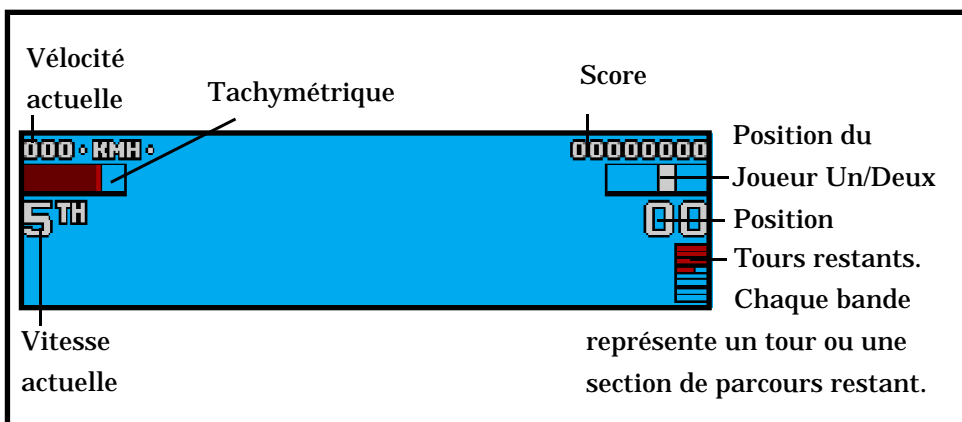 Vélocité
actuelle
Tachymétrique
Score
000·KMH·
00000000
Position du
Joueur Un/Deux
5TH
00
Position
Tours restants.
Chaque bande
représente un tour ou une
section de parcours restant.
Vitesse
actuelle